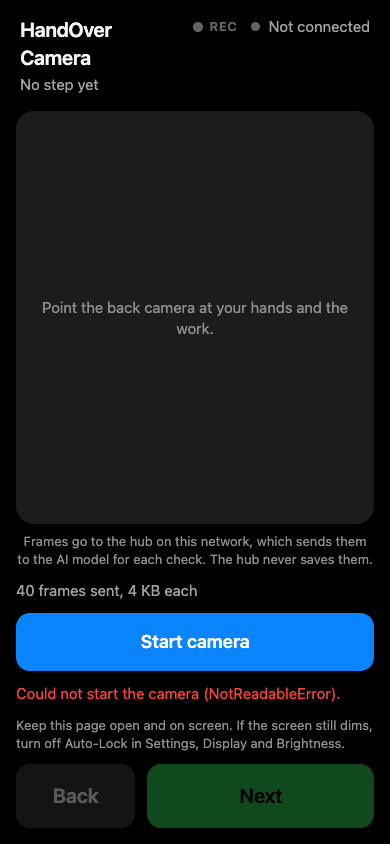 HandOver
Camera
REC
Not connected
No step yet
Point the back camera at your hands and the
work.
Frames go to the hub on this network, which sends them
to the AI model for each check. The hub never saves them.
40 frames sent, 4 KB each
Start camera
Could not start the camera (NotReadableError).
Keep this page open and on screen. If the screen still dims,
turn off Auto-Lock in Settings, Display and Brightness.
Back
Next